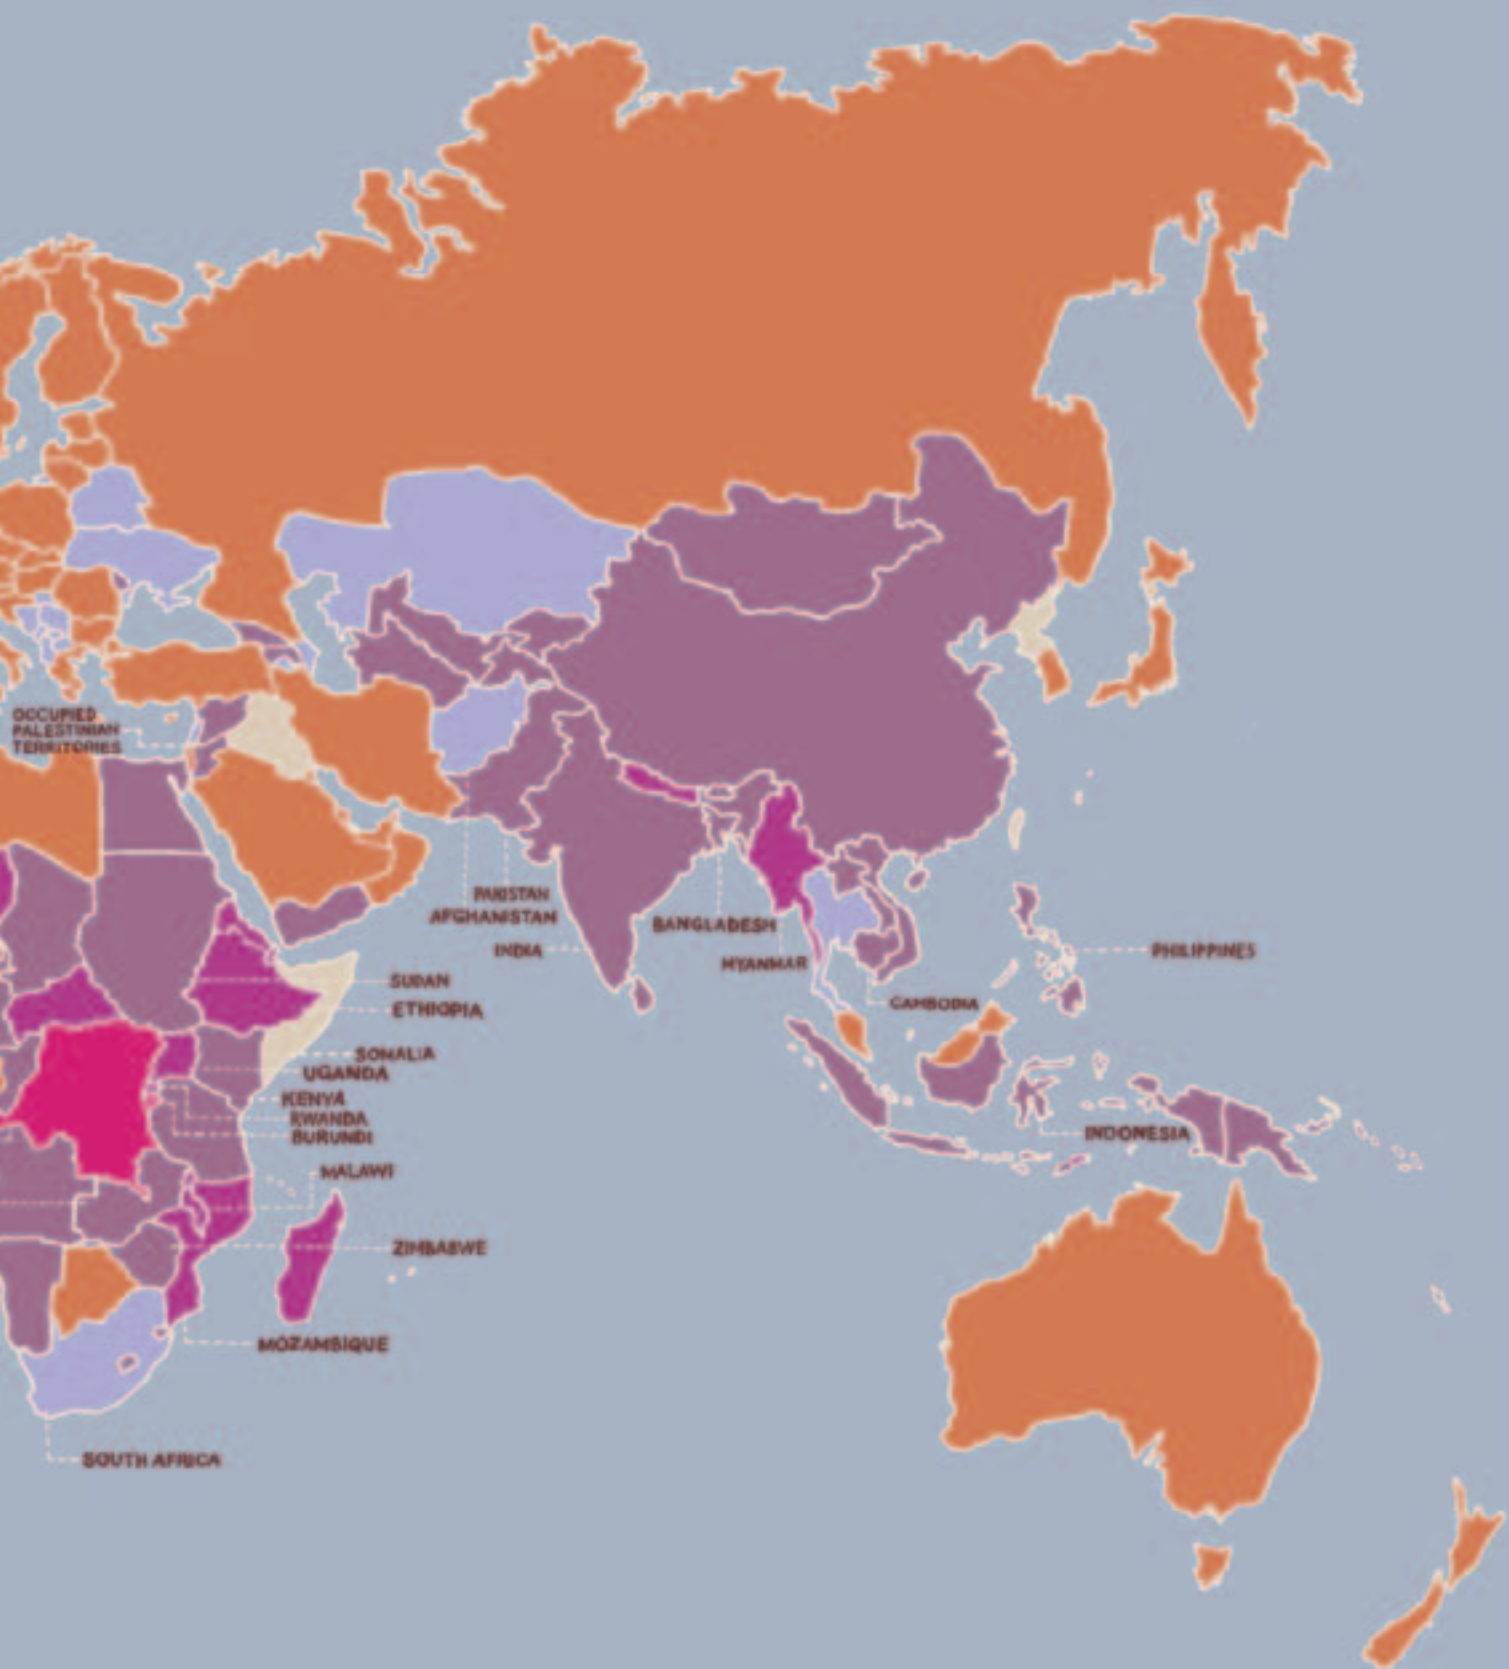 OCCUPIED
PALESTINIAN
TERRITORIES
PAKISTAN
AFGHANISTAN
INDIA
BANGLADESH
MYANMAR
PHILIPPINES
SUDAN
ETHIOPIA
CAMBODIA
SOMALIA
UGANDA
KENYA
RWANDA
BURUNDI
INDONESIA
MALAWI
ZIMBABWE
MOZAMBIQUE
SOUTH AFRICA